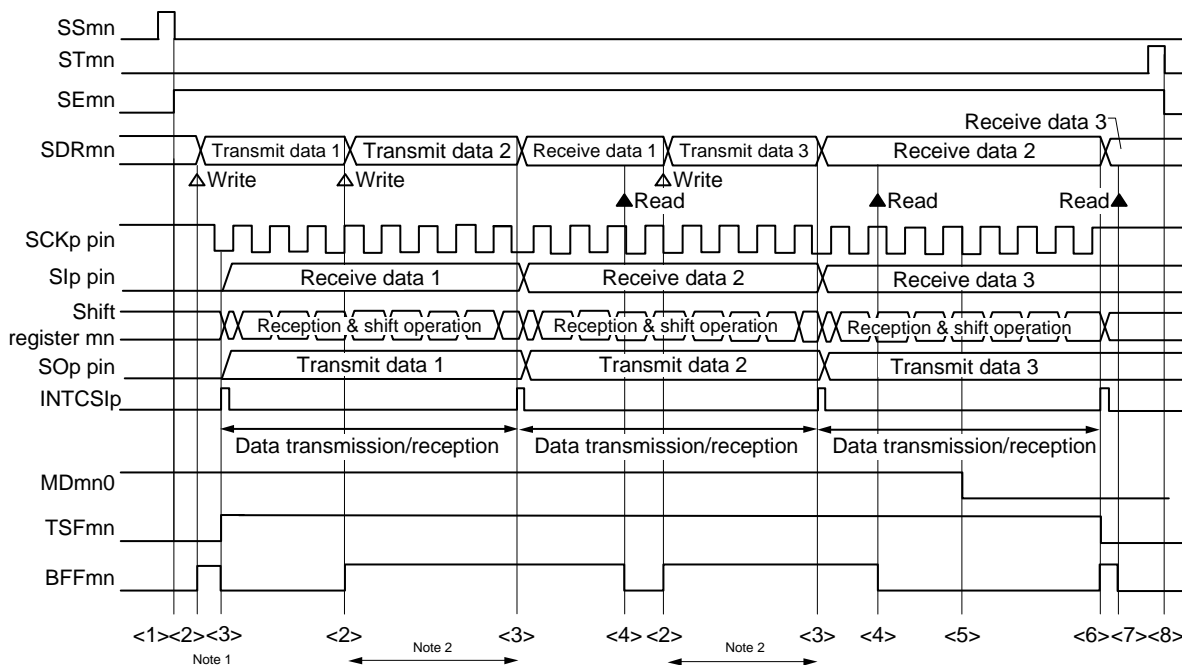 SSmn
STmn
SEmn
Receive data 3
SDRmn Transmit data 1 Transmit data 2 Receive data 1 Transmit data 3 Receive data 2
Write Write Write
Read Read Read
SCKp pin
SIp pin Receive data 1 Receive data 2 Receive data 3
Shift
register mn Reception & shift operation Reception & shift operation Reception & shift operation
SOp pin Transmit data 1 Transmit data 2 Transmit data 3
INTCSIp
Data transmission/reception Data transmission/reception Data transmission/reception
MDmn0
TSFmn
BFFmn
<1> <2> <3> <2> <3> <4> <2> <3> <4> <5> <6> <7> <8>
Note 1 Note 2 Note 2